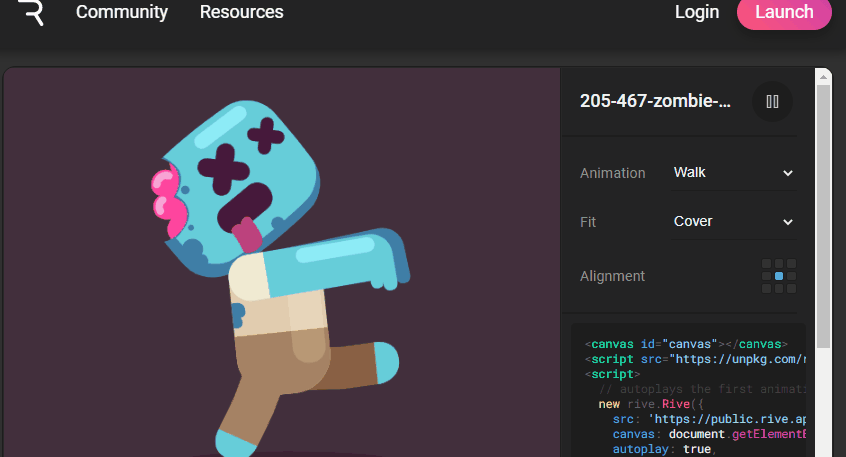 Community Resources Login Launch
205-467-zombie-...
Animation Walk
Fit Cover
Alignment
<canvas id="canvas"></canvas>
<script src="https://unpkg.com/
<script>
// autoplays the first animati
new rive.Rive({
src: 'https://public.rive.ap
canvas: document.getElement
autoplay: true,